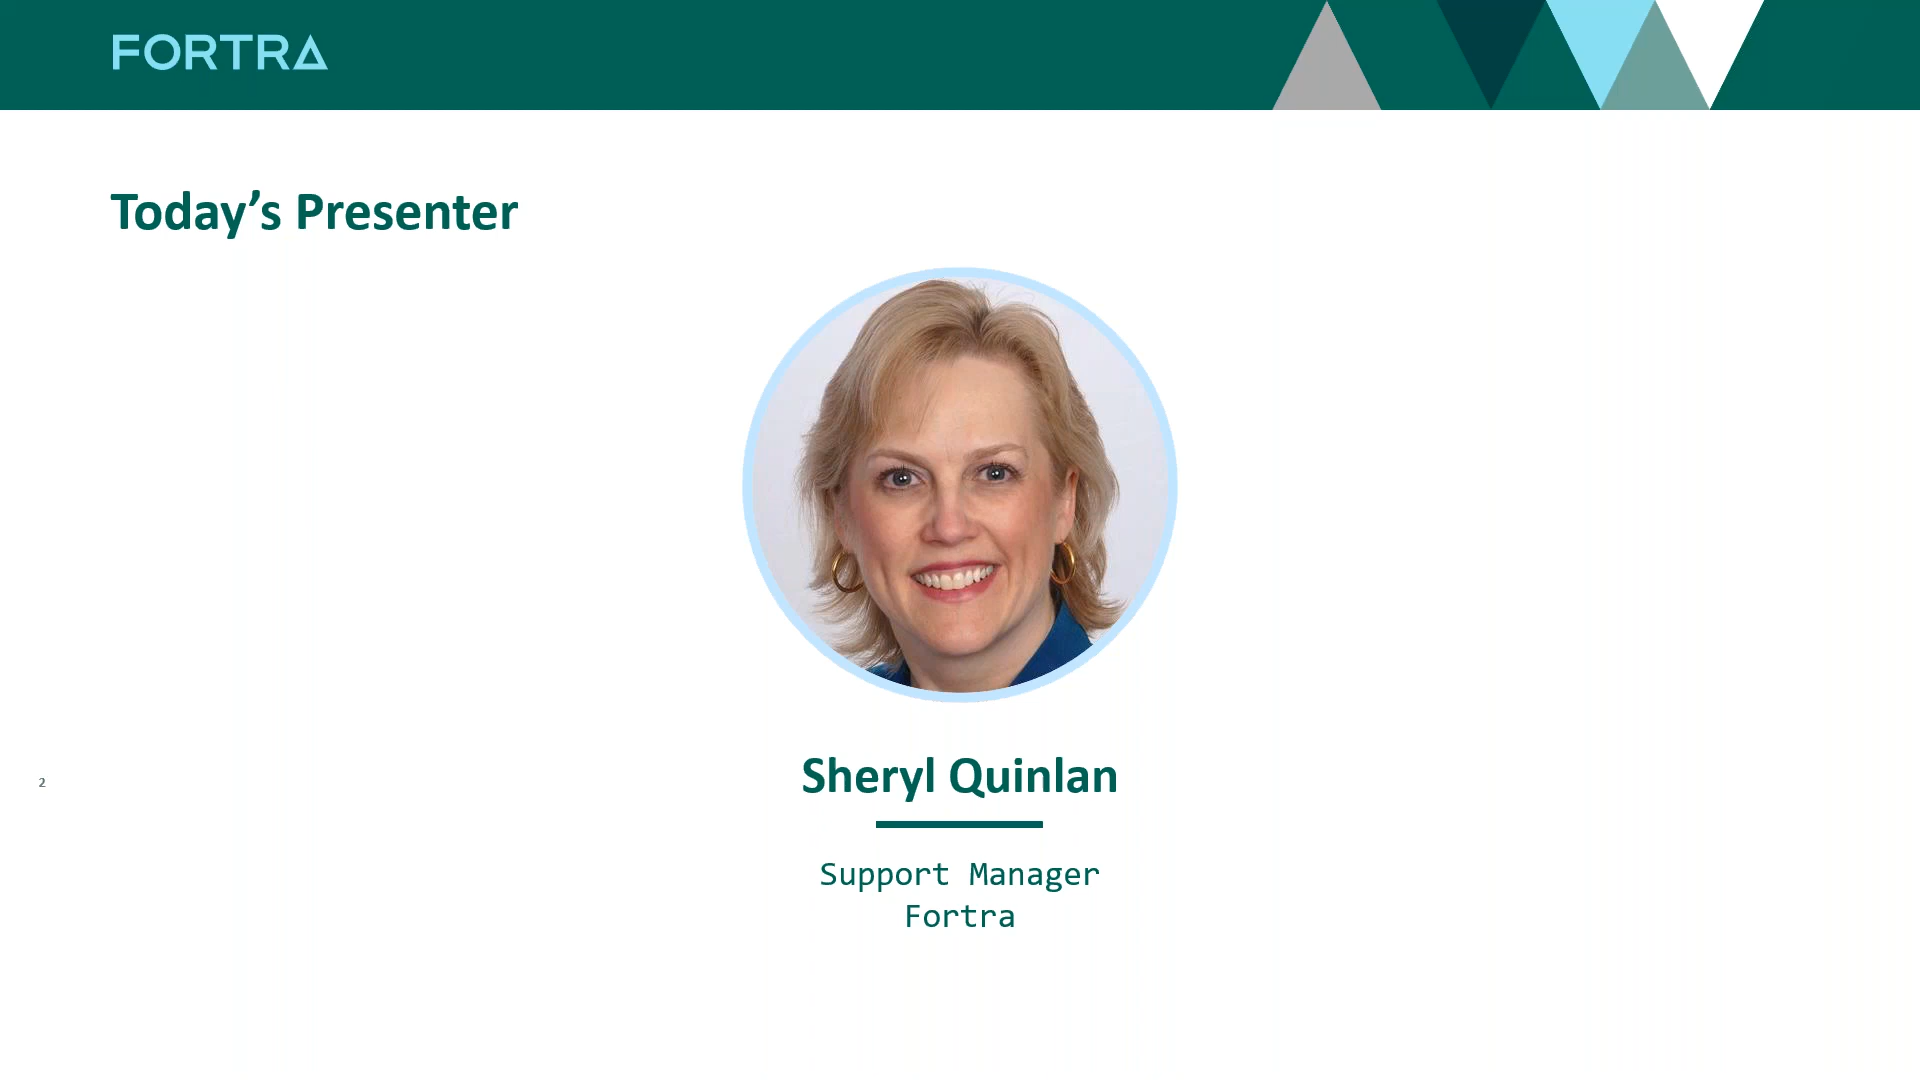 FORTRA
Today’s Presenter
2
Sheryl Quinlan
Support Manager
Fortra